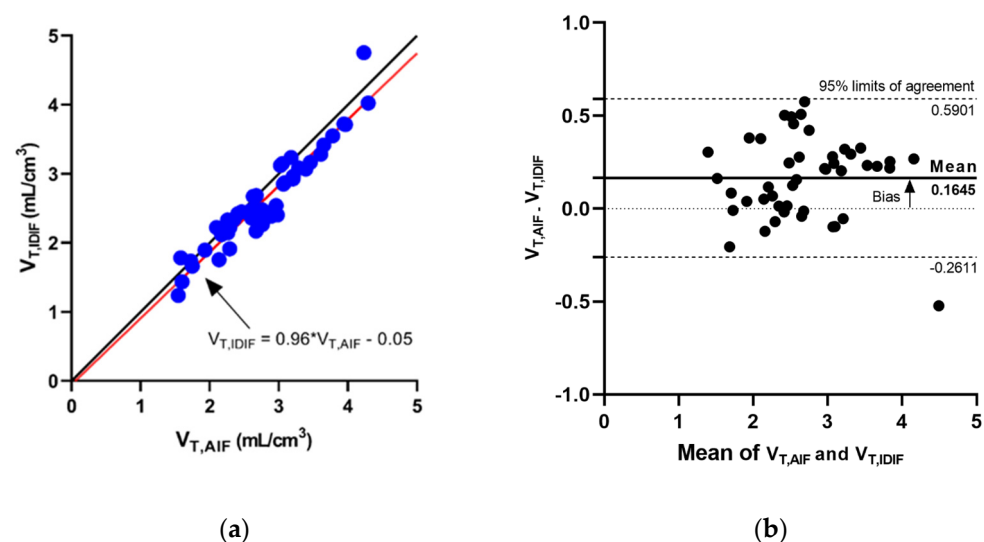 5
4
3
2
1
0
V_T,IDIF (mL/cm³)
V_T,IDIF = 0.96*V_T,AIF - 0.05
0 1 2 3 4 5
V_T,AIF (mL/cm³)
(a)
1.0
0.5
0.0
-0.5
-1.0
V_T,AIF - V_T,IDIF
95% limits of agreement
0.5901
Mean
0.1645
Bias
-0.2611
0 1 2 3 4 5
Mean of V_T,AIF and V_T,IDIF
(b)